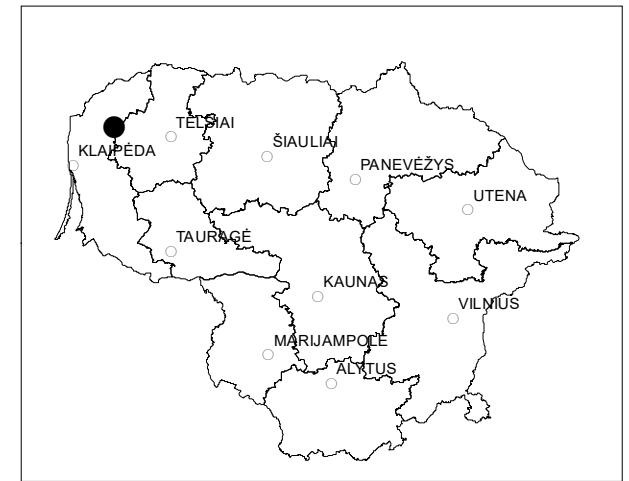 TELŠIAI
ŠIAULIAI
KLAIPĖDA
PANEVĖŽYS
UTENA
TAURAGĖ
KAUNAS
VILNIUS
MARIJAMPOLĖ
ALYTUS